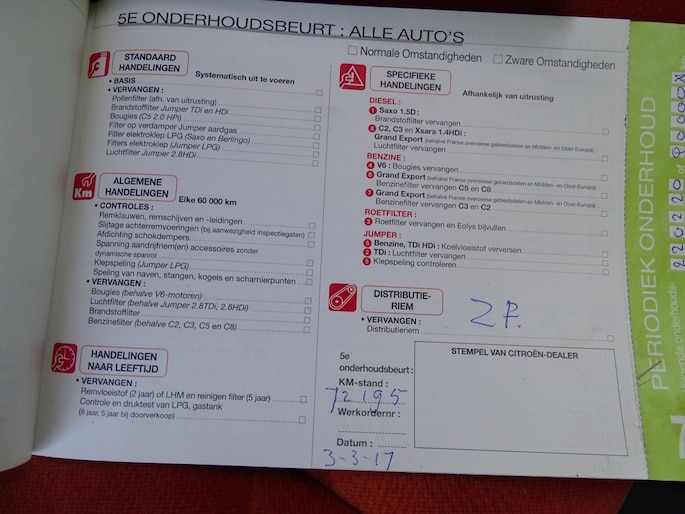 5E ONDERHOUDSBEURT : ALLE AUTO'S
Normale Omstandigheden
Zware Omstandigheden
STANDAARD
HANDELINGEN
Systematisch uit te voeren
• BASIS
• VERVANGEN :
Pollenfilter (afh. van uitrusting)
Brandstoffilter Jumper TDi en HDi
Bougies (C5 2.0 HPI)
Filter op verdamper Jumper aardgas
Filter elektroklep LPG (Saxo en Berlingo)
Filters elektroklep (Jumper LPG)
Luchtfilter Jumper 2.8HDi
Km
ALGEMENE
HANDELINGEN
Elke 60 000 km
• CONTROLES :
Remklauwen, remschijven en -leidingen
Slijtage achterremvoeringen (bij aanwezigheid inspectiegaten)
Afdichting schokdempers
Spanning aandrijfriem(en) accessoires zonder
dynamische spanrol
Klepspeling (Jumper LPG)
Speling van naven, stangen, kogels en scharnierpunten
• VERVANGEN :
Bougies (behalve V6-motoren)
Luchtfilter (behalve Jumper 2.8TDi, 2.8HDi)
Brandstoffilter
Benzinefilter (behalve C2, C3, C5 en C8)
HANDELINGEN
NAAR LEEFTIJD
• VERVANGEN :
Remvloeistof (2 jaar) of LHM en reinigen filter (5 jaar)
Controle en druktest van LPG, gastank
(8 jaar, 5 jaar bij doorverkoop)
SPECIFIEKE
HANDELINGEN
Afhankelijk van uitrusting
DIESEL :
1 Saxo 1.5D :
Brandstoffilter vervangen
8 C2, C3 en Xsara 1.4HDi :
Grand Export (behalve Franse overzeese gebiedsdelen en Midden- en Oost-Europa) :
Luchtfilter vervangen
BENZINE :
4 V6 : Bougies vervangen
6 Grand Export (behalve Franse overzeese gebiedsdelen en Midden- en Oost-Europa) :
Benzinefilter vervangen C5 en C8
7 Grand Export (behalve Franse overzeese gebiedsdelen en Midden- en Oost-Europa) :
Benzinefilter vervangen C3 en C2
ROETFILTER :
3 Roetfilter vervangen en Eolys bijvullen
JUMPER :
5 Benzine, TDi HDi : Koelvloeistof verversen
2 TDi : Luchtfilter vervangen
Klepspeling controleren
DISTRIBUTIE-
RIEM
• VERVANGEN :
Distributieriem
ZP.
5e
onderhoudsbeurt :
KM-stand :
72195
Werkordernr :
Datum :
3-3-17
STEMPEL VAN CITROËN-DEALER
PERIODIEK ONDERHOUD